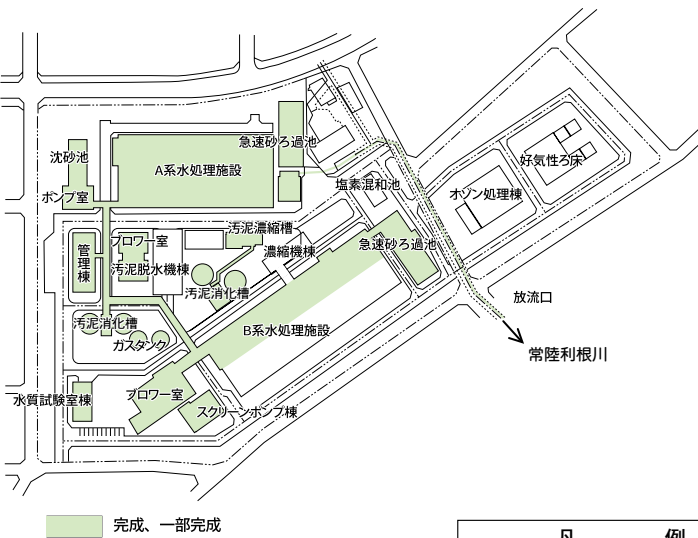 急速砂ろ過池
沈砂池
A系水処理施設
好気性ろ床
塩素混和池
オゾン処理棟
ポンプ室
汚泥濃縮槽
ブロワー室
急速砂ろ過池
管理棟
濃縮機棟
汚泥脱水機棟
汚泥消化槽
放流口
汚泥消化槽
B系水処理施設
ガスタンク
常陸利根川
ブロワー室
水質試験室棟
スクリーンポンプ棟
完成、一部完成
凡 例